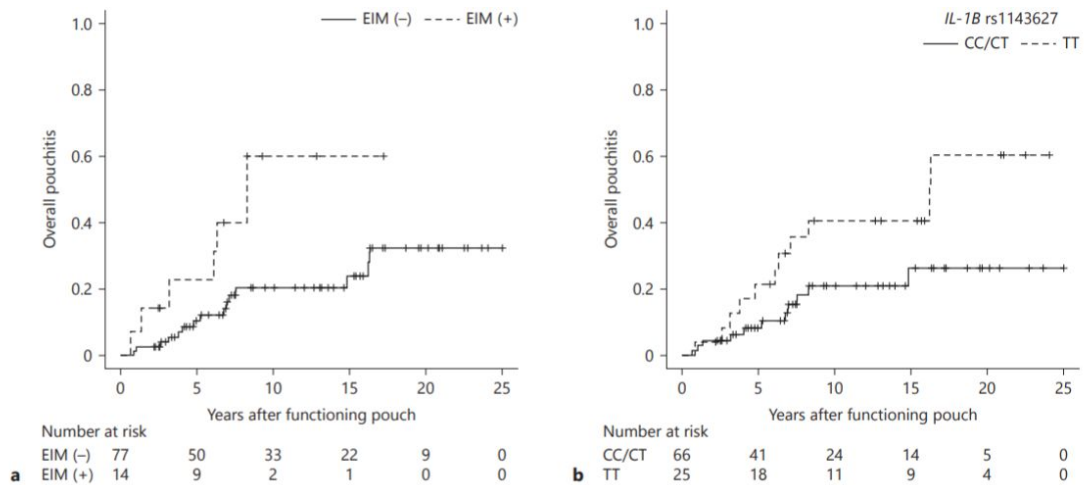 EIM (–) EIM (+)
1.0
0.8
0.6
0.4
0.2
0
Overall pouchitis
0 5 10 15 20 25
Years after functioning pouch
Number at risk
EIM (–) 77 50 33 22 9 0
a EIM (+) 14 9 2 1 0 0
IL-1B rs1143627
CC/CT TT
1.0
0.8
0.6
0.4
0.2
0
Overall pouchitis
0 5 10 15 20 25
Years after functioning pouch
Number at risk
CC/CT 66 41 24 14 5 0
b TT 25 18 11 9 4 0